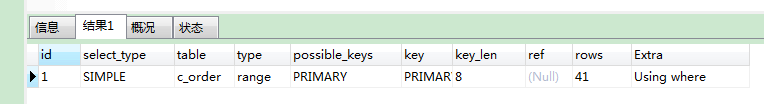 信息 结果1 概况 状态
id select_type table type possible_keys key key_len ref rows Extra
1 SIMPLE c_order range PRIMARY PRIMAR 8 (Null) 41 Using where